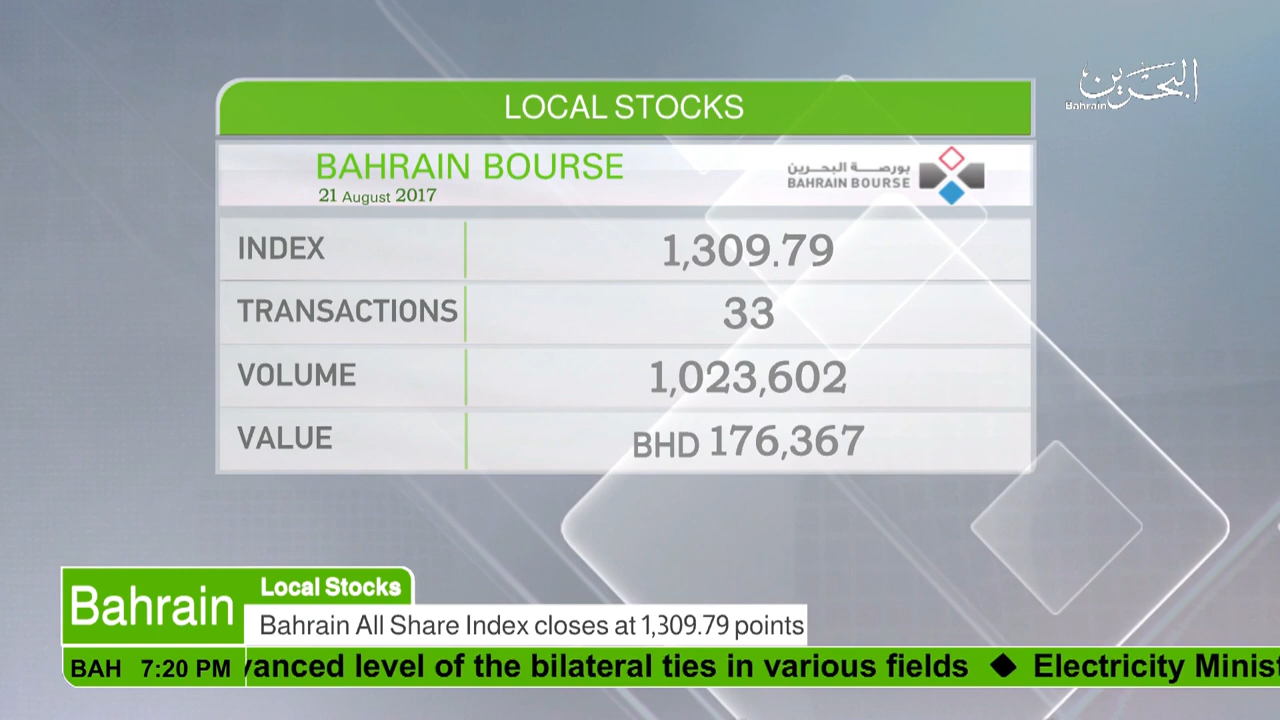 البحرين
Bahrain
LOCAL STOCKS
BAHRAIN BOURSE
21 August 2017
بورصة البحرين
BAHRAIN BOURSE
INDEX 1,309.79
TRANSACTIONS 33
VOLUME 1,023,602
VALUE BHD 176,367
Bahrain
Local Stocks
Bahrain All Share Index closes at 1,309.79 points
BAH 7:20 PM
level of the bilateral ties in various fields ◆ Electricity